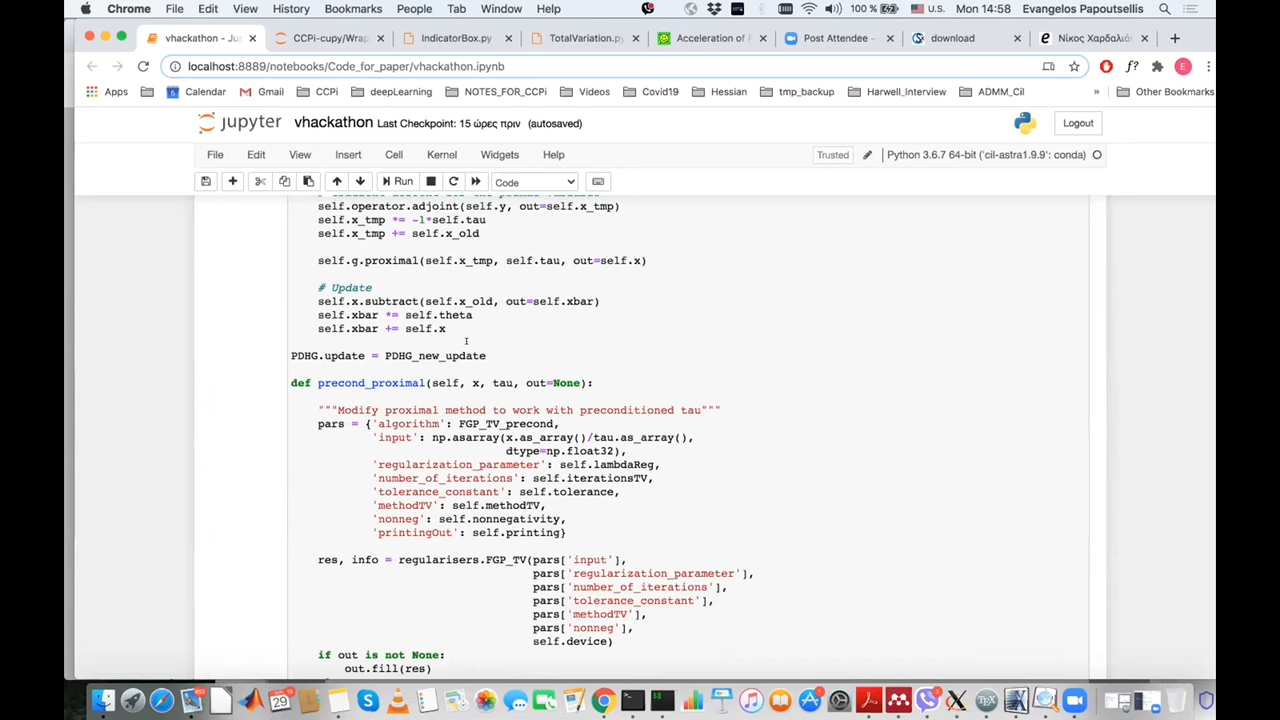 Chrome File Edit View History Bookmarks People Tab Window Help 100 % U.S. Mon 14:58 Evangelos Papoutsellis
vhackathon - Ju CCPi-cupy/Wrap IndicatorBox.py TotalVariation.py Acceleration of F Post Attendee - download Νίκος Χαρδαλιά
localhost:8889/notebooks/Code_for_paper/vhackathon.ipynb
Apps Calendar Gmail CCPi deepLearning NOTES_FOR_CCPi Videos Covid19 Hessian tmp_backup Harwell_Interview ADMM_Cil » Other Bookmarks
jupyter vhackathon Last Checkpoint: 15 ώρες πριν (autosaved) Logout
File Edit View Insert Cell Kernel Widgets Help Trusted Python 3.6.7 64-bit ('cil-astra1.9.9': conda)
Run Code
self.operator.adjoint(self.y, out=self.x_tmp)
self.x_tmp *= -1*self.tau
self.x_tmp += self.x_old
self.g.proximal(self.x_tmp, self.tau, out=self.x)
# Update
self.x.subtract(self.x_old, out=self.xbar)
self.xbar *= self.theta
self.xbar += self.x
PDHG.update = PDHG_new_update
def precond_proximal(self, x, tau, out=None):
"""Modify proximal method to work with preconditioned tau"""
pars = {'algorithm': FGP_TV_precond,
'input': np.asarray(x.as_array()/tau.as_array(),
dtype=np.float32),
'regularization_parameter': self.lambdaReg,
'number_of_iterations': self.iterationsTV,
'tolerance_constant': self.tolerance,
'methodTV': self.methodTV,
'nonneg': self.nonnegativity,
'printingOut': self.printing}
res, info = regularisers.FGP_TV(pars['input'],
pars['regularization_parameter'],
pars['number_of_iterations'],
pars['tolerance_constant'],
pars['methodTV'],
pars['nonneg'],
self.device)
if out is not None:
out.fill(res)